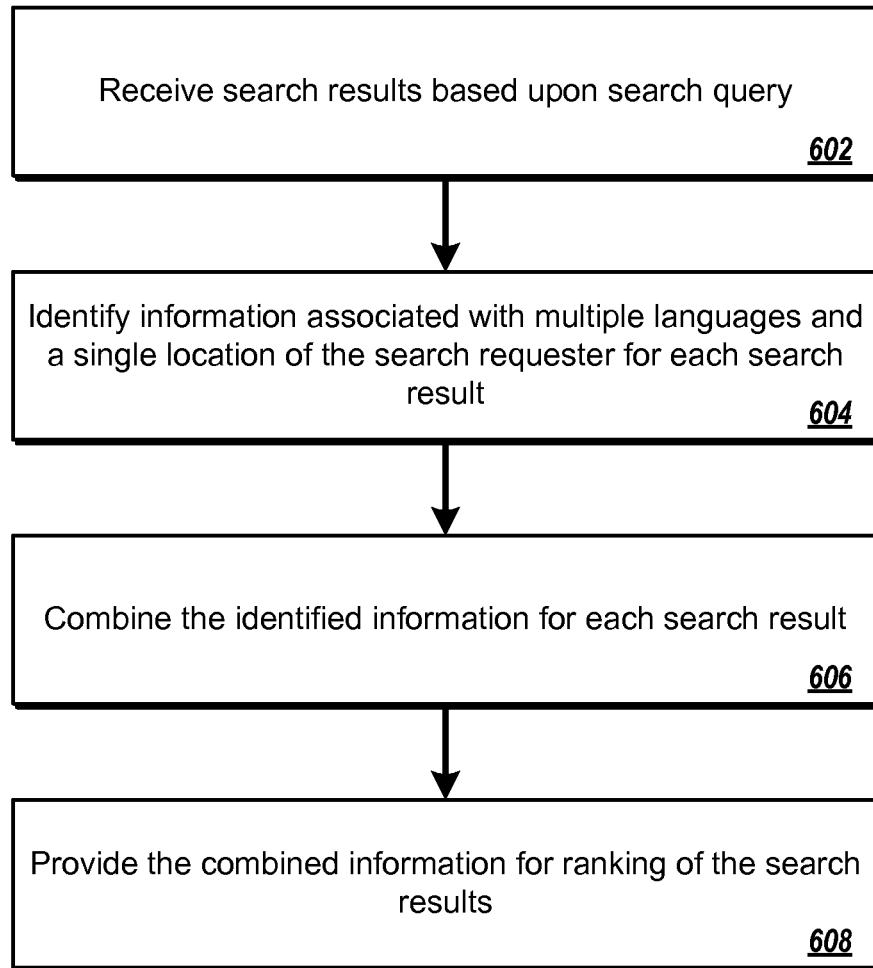 Receive search results based upon search query
602
Identify information associated with multiple languages and
a single location of the search requester for each search
result
604
Combine the identified information for each search result
606
Provide the combined information for ranking of the search
results
608